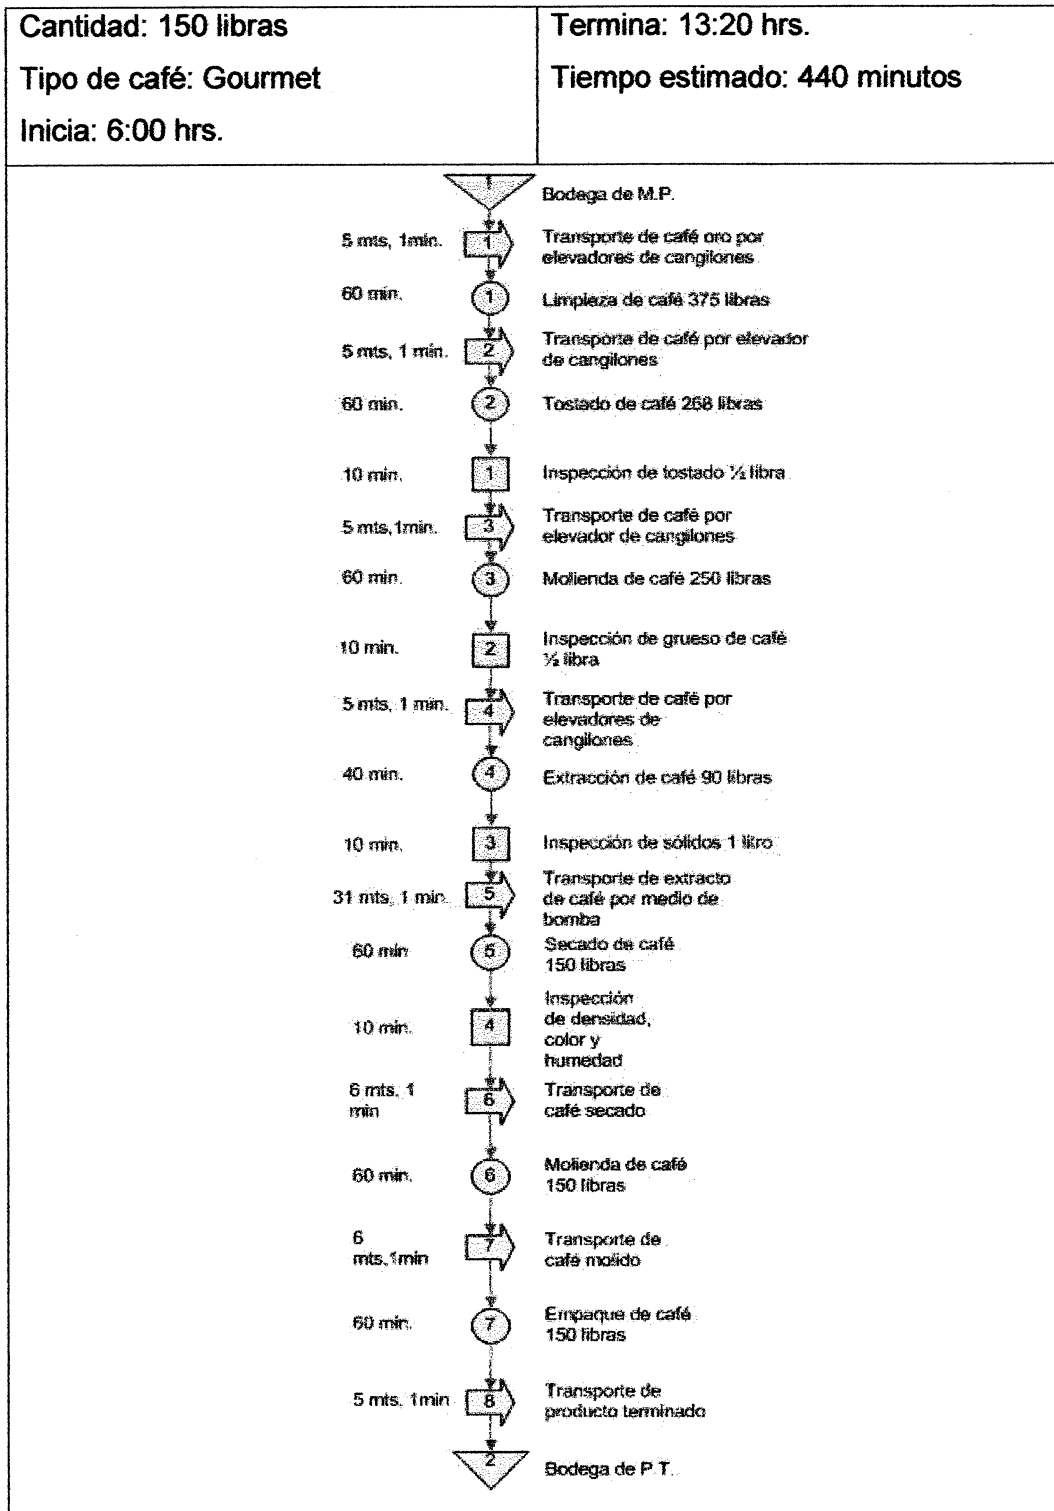 Cantidad: 150 libras
Tipo de café: Gourmet
Inicia: 6:00 hrs.
Termina: 13:20 hrs.
Tiempo estimado: 440 minutos
1
Bodega de M.P.
5 mts, 1min.
1
Transporte de café oro por
elevadores de cangilones
60 min.
1
Limpieza de café 375 libras
5 mts, 1 min.
2
Transporte de café por elevador
de cangilones
60 min.
2
Tostado de café 268 libras
10 min.
1
Inspección de tostado ½ libra
5 mts,1min.
3
Transporte de café por
elevador de cangilones
60 min.
3
Molienda de café 250 libras
10 min.
2
Inspección de grueso de café
½ libra
5 mts, 1 min.
4
Transporte de café por
elevadores de
cangilones
40 min.
4
Extracción de café 90 libras
10 min.
3
Inspección de sólidos 1 litro
31 mts, 1 min.
5
Transporte de extracto
de café por medio de
bomba
60 min
5
Secado de café
150 libras
10 min.
4
Inspección
de densidad,
color y
humedad
6 mts, 1
min
6
Transporte de
café secado
60 min.
6
Molienda de café
150 libras
6
mts,1min
7
Transporte de
café molido
60 min.
7
Empaque de café
150 libras
5 mts, 1min
8
Transporte de
producto terminado
2
Bodega de P.T.